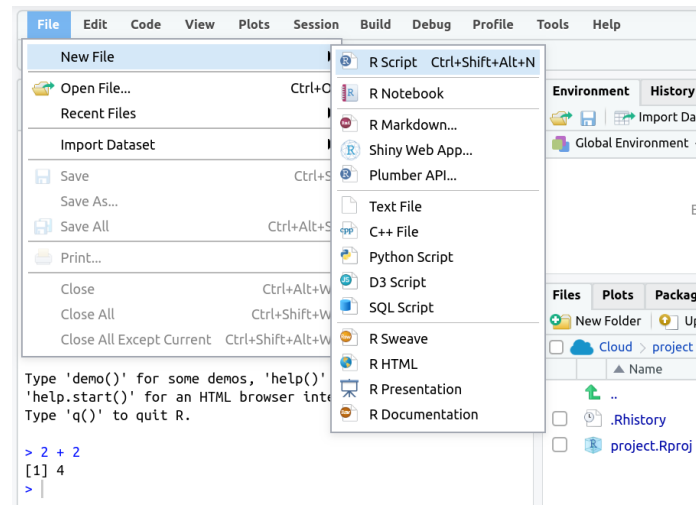 File Edit Code View Plots Session Build Debug Profile Tools Help
New File
Open File... Ctrl+O
Recent Files
Import Dataset
Save Ctrl+S
Save As...
Save All Ctrl+Alt+S
Print...
Close Ctrl+Alt+W
Close All Ctrl+Shift+W
Close All Except Current Ctrl+Shift+Alt+W
R Script Ctrl+Shift+Alt+N
R Notebook
R Markdown...
Shiny Web App...
Plumber API...
Text File
C++ File
Python Script
D3 Script
SQL Script
R Sweave
R HTML
R Presentation
R Documentation
Environment History
Import Da
Global Environment
Files Plots Packag
New Folder Up
Cloud project
Name
..
.Rhistory
project.Rproj
Type 'demo()' for some demos, 'help()'
'help.start()' for an HTML browser inte
Type 'q()' to quit R.
> 2 + 2
[1] 4
>